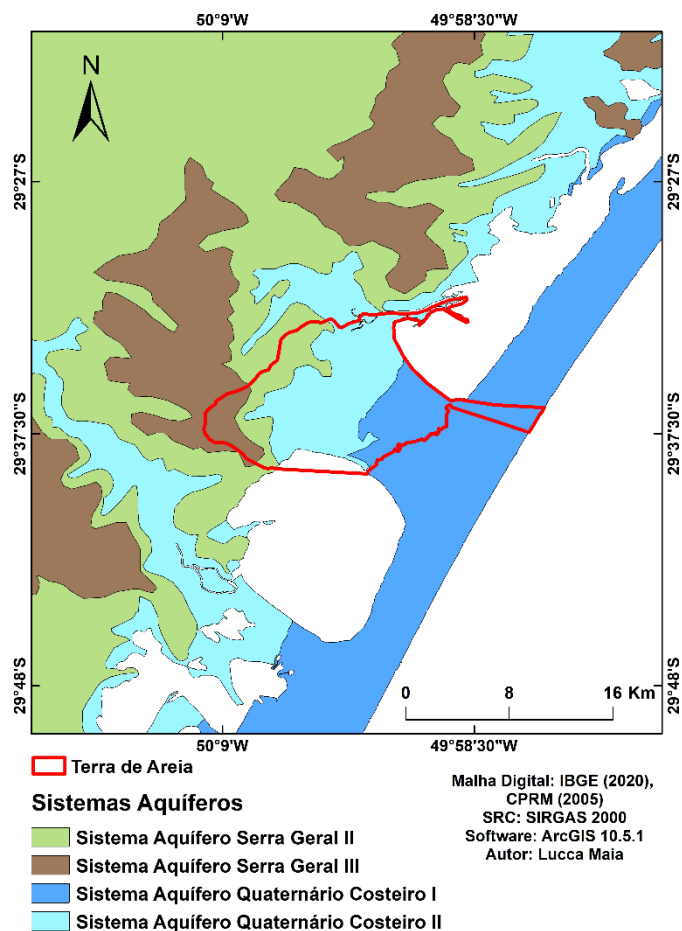 50°9'W 49°58'30"W
N
29°27'S 29°27'S
29°37'30"S 29°37'30"S
29°48'S 29°48'S
0 8 16 Km
50°9'W 49°58'30"W
Terra de Areia
Sistemas Aquíferos
Sistema Aquífero Serra Geral II
Sistema Aquífero Serra Geral III
Sistema Aquífero Quaternário Costeiro I
Sistema Aquífero Quaternário Costeiro II
Malha Digital: IBGE (2020),
CPRM (2005)
SRC: SIRGAS 2000
Software: ArcGIS 10.5.1
Autor: Lucca Maia